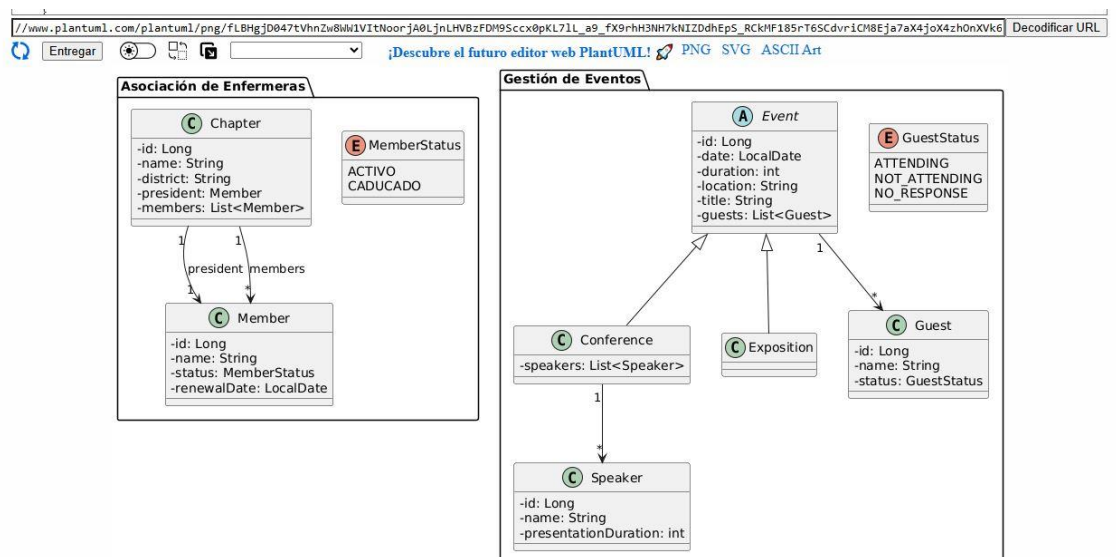 }
//www.plantuml.com/plantuml/png/fLBHgjD047tVhnZw8WW1VItNoorjA0LjnLHVBzFDM9Sccx0pKL7lL_a9_fX9rhH3NH7kNIZDdhEpS_RCkMF185rT6SCdvriCM8Eja7aX4joX4zhOnXVk6 Decodificar URL
Entregar ¡Descubre el futuro editor web PlantUML! 🚀 PNG SVG ASCII Art
Asociación de Enfermeras
C Chapter
-id: Long
-name: String
-district: String
-president: Member
-members: List<Member>
E MemberStatus
ACTIVO
CADUCADO
1 1
president members
1 *
C Member
-id: Long
-name: String
-status: MemberStatus
-renewalDate: LocalDate
Gestión de Eventos
A Event
-id: Long
-date: LocalDate
-duration: int
-location: String
-title: String
-guests: List<Guest>
E GuestStatus
ATTENDING
NOT_ATTENDING
NO_RESPONSE
1
*
C Conference
-speakers: List<Speaker>
C Exposition
C Guest
-id: Long
-name: String
-status: GuestStatus
1
*
C Speaker
-id: Long
-name: String
-presentationDuration: int